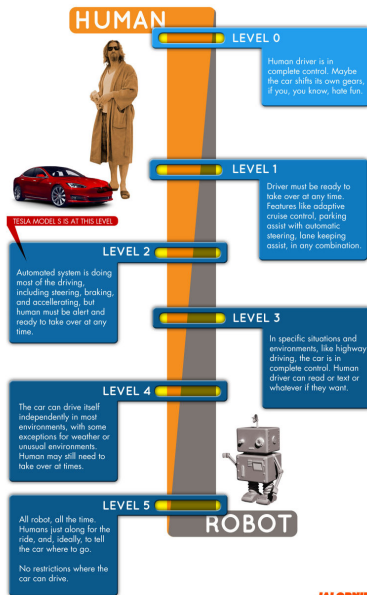 HUMAN
LEVEL 0
Human driver is in
complete control. Maybe
the car shifts its own gears,
if you, you know, hate fun.
LEVEL 1
Driver must be ready to
take over at any time.
Features like adaptive
cruise control, parking
assist with automatic
steering, lane keeping
assist, in any combination.
TESLA MODEL S IS AT THIS LEVEL
LEVEL 2
Automated system is doing
most of the driving,
including steering, braking,
and accellerating, but
human must be alert and
ready to take over at any
time.
LEVEL 3
In specific situations and
environments, like highway
driving, the car is in
complete control. Human
driver can read or text or
whatever if they want.
LEVEL 4
The car can drive itself
independently in most
environments, with some
exceptions for weather or
unusual environments.
Human may still need to
take over at times.
LEVEL 5
All robot, all the time.
Humans just along for the
ride, and, ideally, to tell
the car where to go.
No restrictions where the
car can drive.
ROBOT